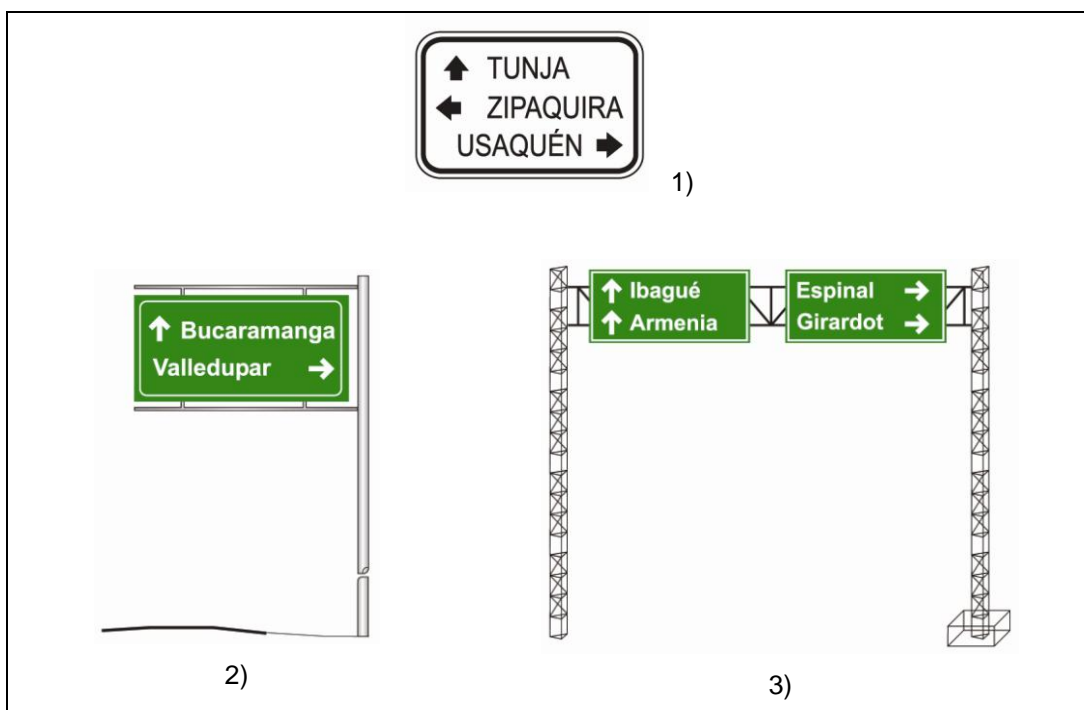 TUNJA
ZIPAQUIRA
USAQUÉN
1)
Bucaramanga
Valledupar
2)
Ibagué
Armenia
Espinal
Girardot
3)